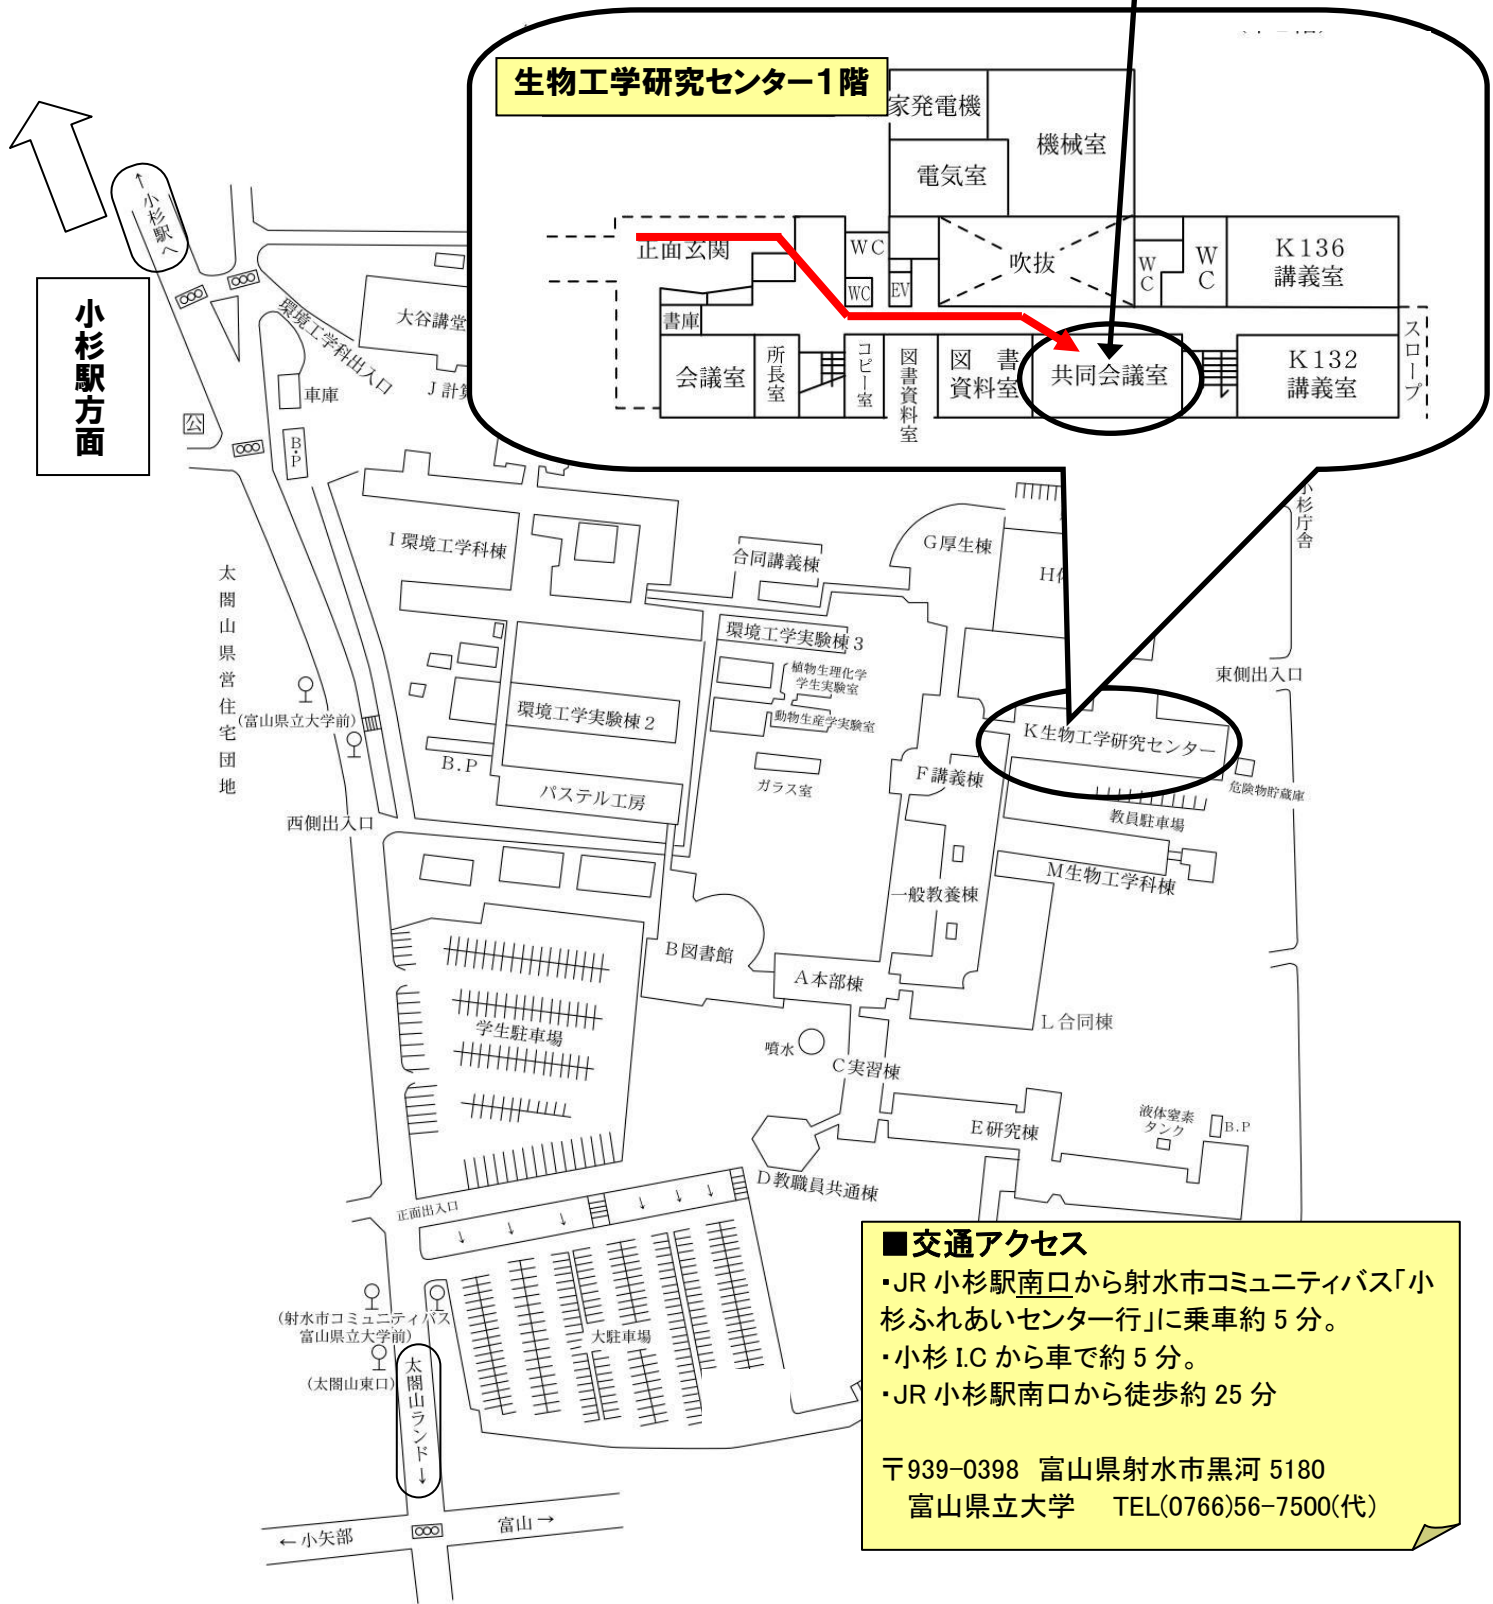 生物工学研究センター1階
家発電機
機械室
電気室
正面玄関
WC
WC
EV
吹抜
WC
WC
K136
講義室
書庫
会議室
所長室
コピー室
図書資料室
図書
資料室
共同会議室
K132
講義室
スロープ
←小杉駅へ
小杉駅方面
環境工学科出入口
大谷講堂
車庫
公
B.P
I環境工学科棟
合同講義棟
G厚生棟
小杉庁舎
太閤山県営住宅団地
環境工学実験棟3
植物生理化学
学生実験室
動物生産学実験室
環境工学実験棟2
(富山県立大学前)
B.P
パステル工房
ガラス室
東側出入口
K生物工学研究センター
F講義棟
危険物貯蔵庫
教員駐車場
西側出入口
M生物工学科棟
一般教養棟
B図書館
A本部棟
L合同棟
学生駐車場
噴水
C実習棟
E研究棟
液体窒素
タンク
B.P
D教職員共通棟
正面出入口
(射水市コミュニティバス
富山県立大学前)
(太閤山東口)
太閤山ランド→
大駐車場
←小矢部
富山→
■交通アクセス
・JR 小杉駅南口から射水市コミュニティバス「小
杉ふれあいセンター行」に乗車約 5 分。
・小杉 I.C から車で約 5 分。
・JR 小杉駅南口から徒歩約 25 分
〒939-0398 富山県射水市黒河 5180
富山県立大学 TEL(0766)56-7500(代)